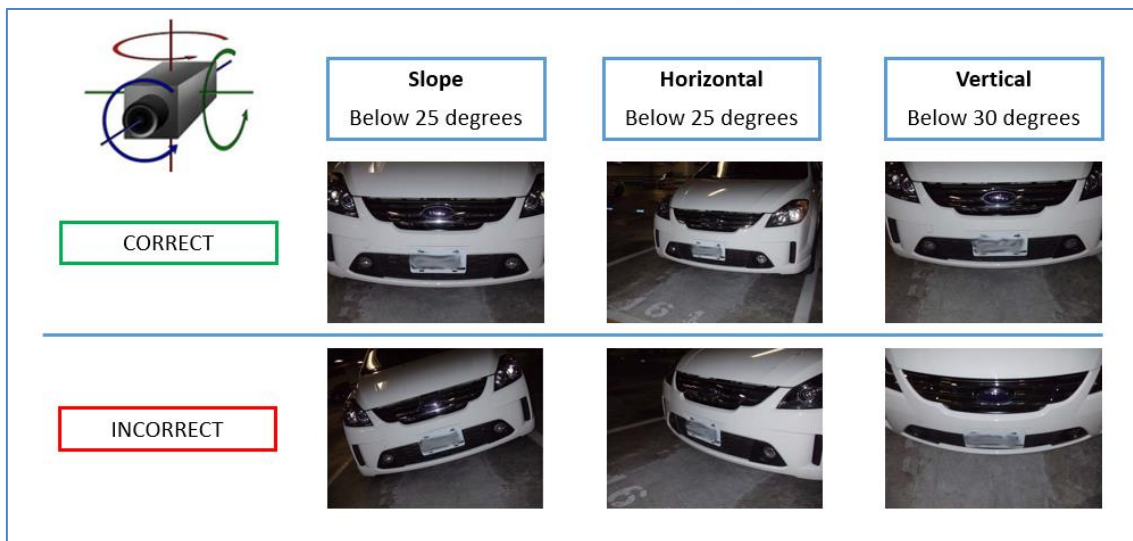 Slope
Below 25 degrees
Horizontal
Below 25 degrees
Vertical
Below 30 degrees
CORRECT
INCORRECT